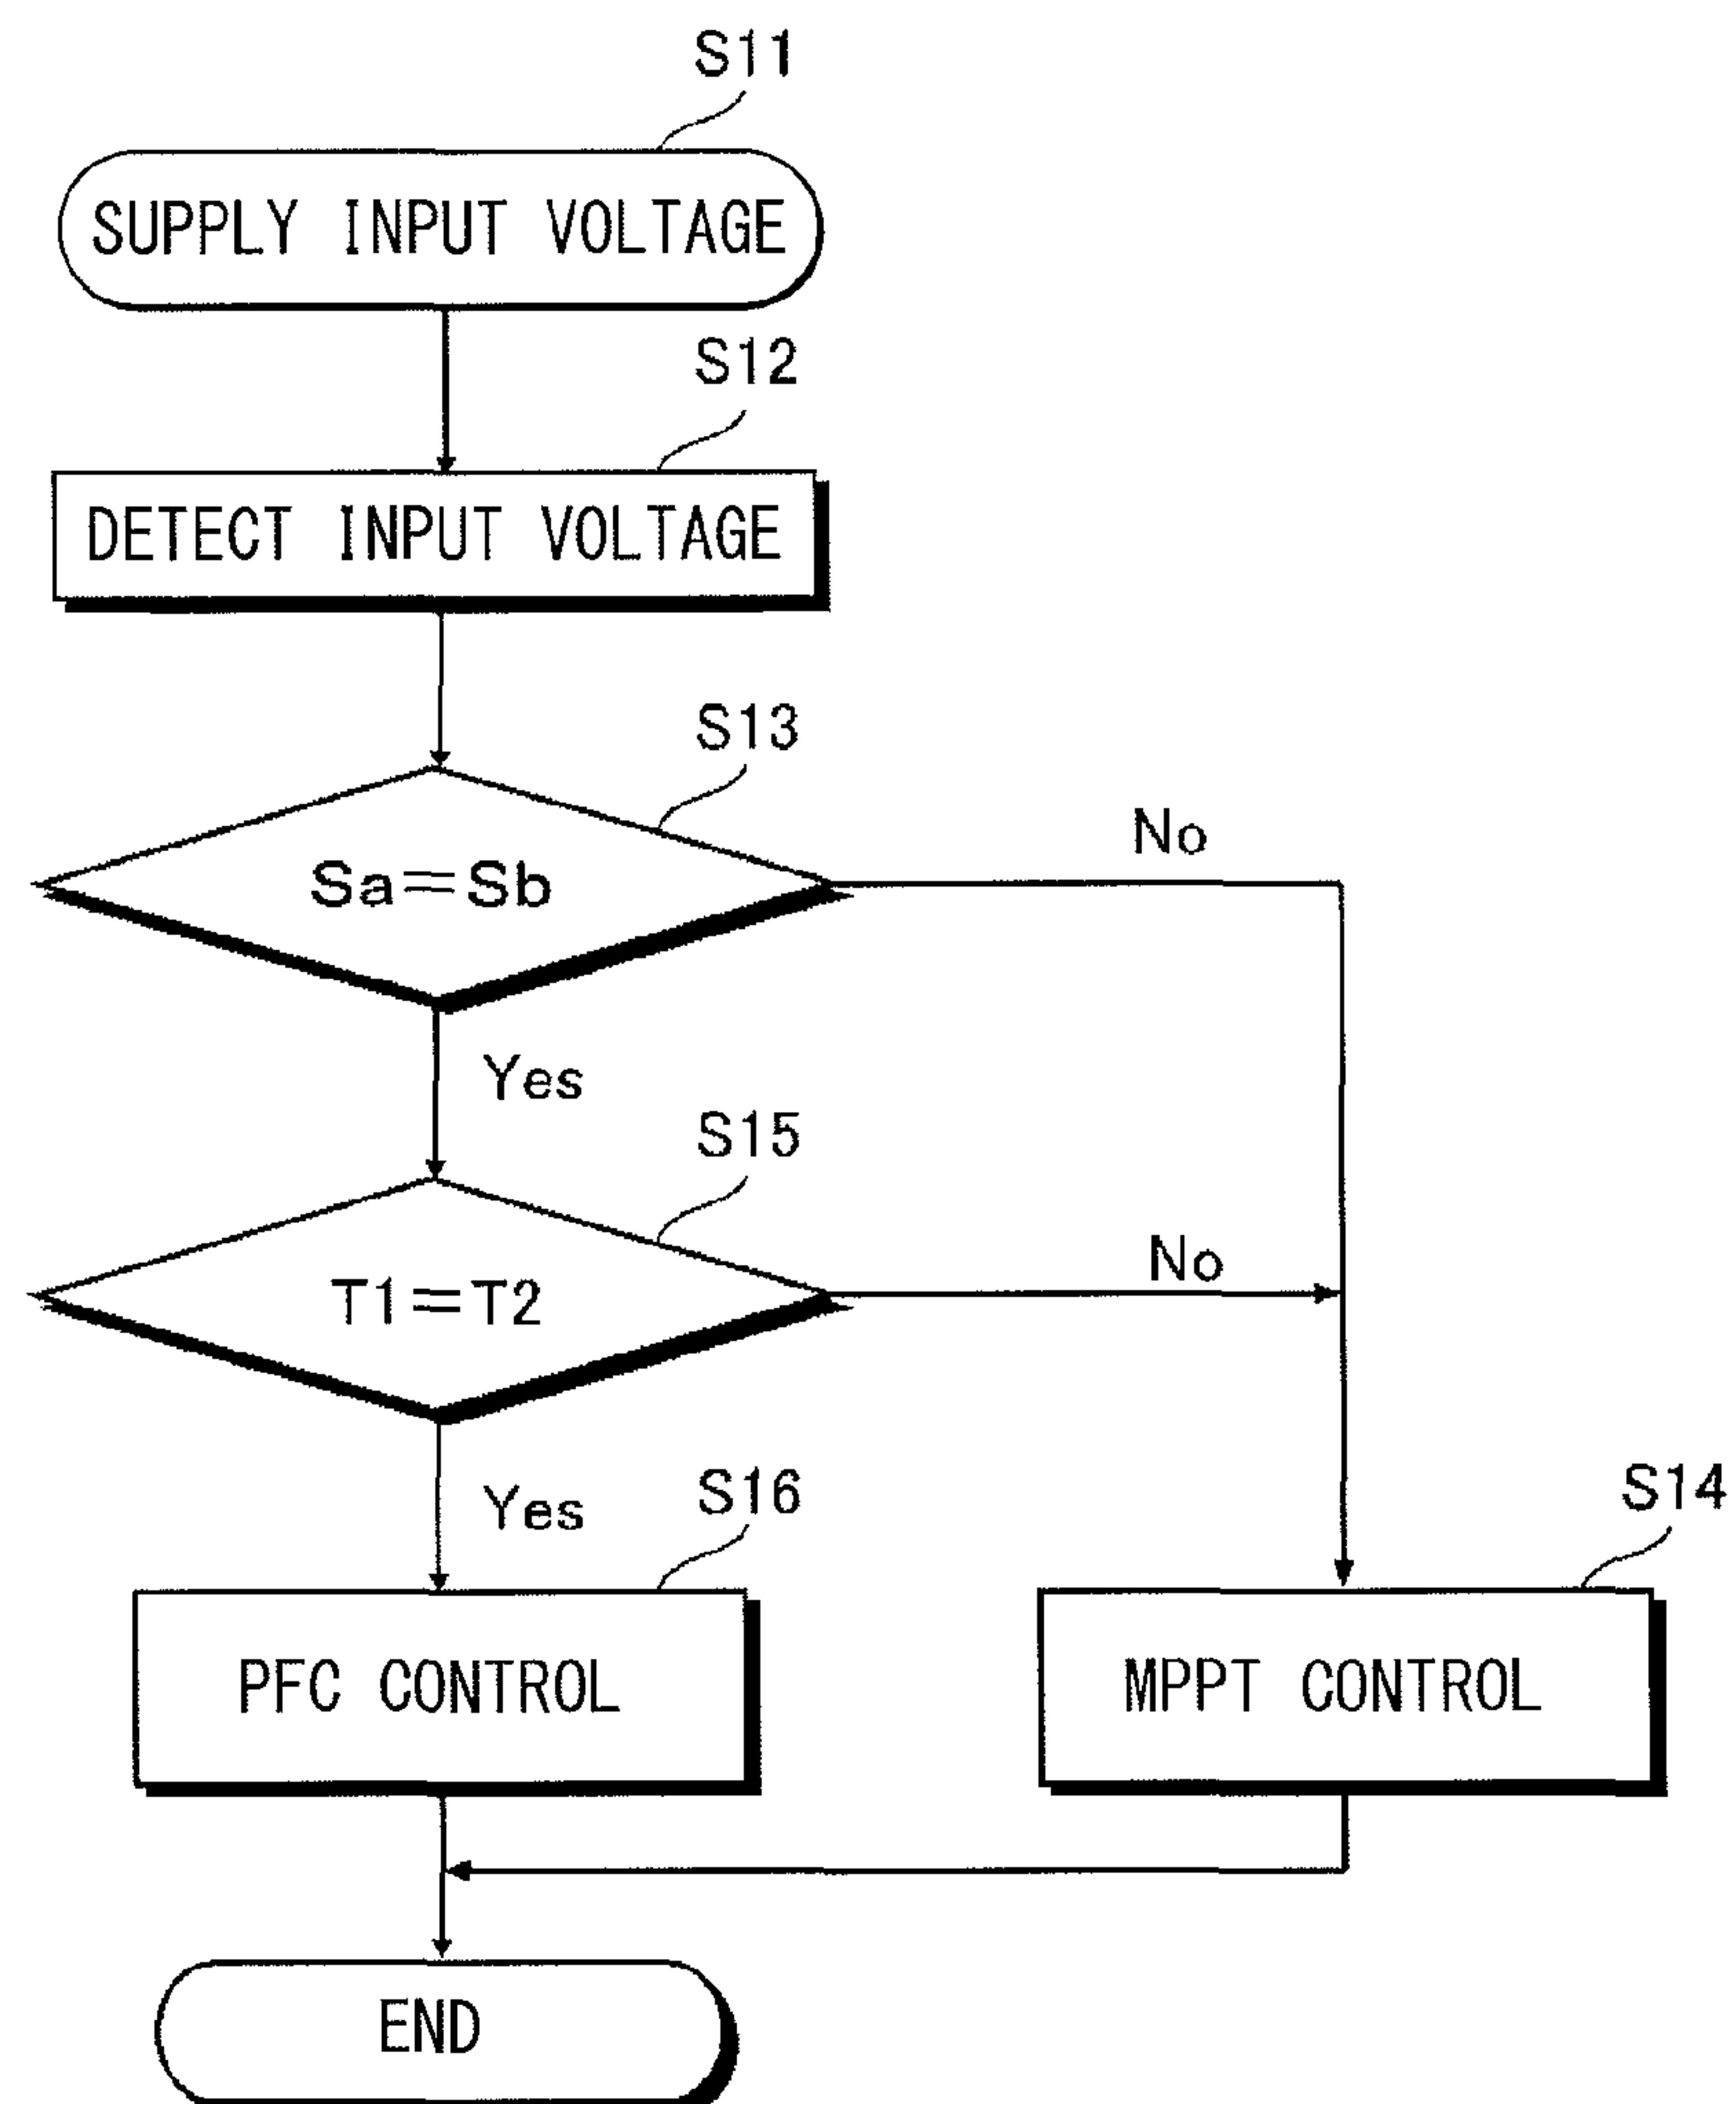 S11
SUPPLY INPUT VOLTAGE
S12
DETECT INPUT VOLTAGE
S13
Sa=Sb
No
Yes
S15
T1=T2
No
Yes
S16
S14
PFC CONTROL
MPPT CONTROL
END